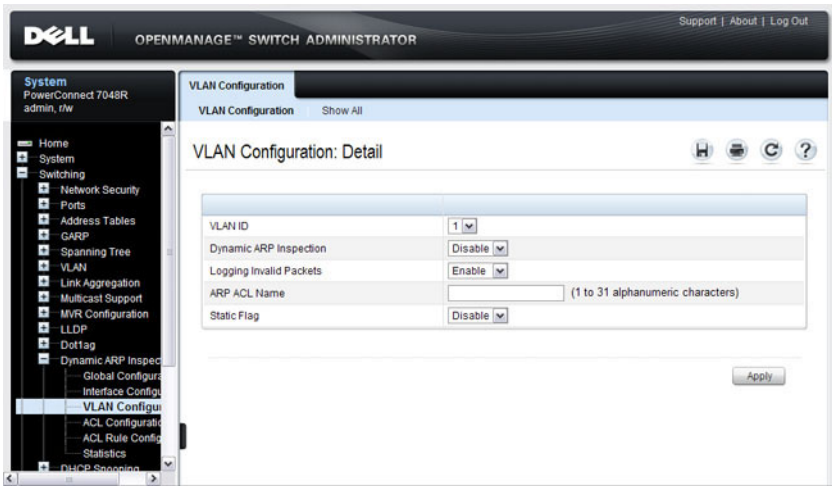 DELL OPENMANAGE™ SWITCH ADMINISTRATOR
Support | About | Log Out
System
PowerConnect 7048R
admin, r/w
Home
System
Switching
Network Security
Ports
Address Tables
GARP
Spanning Tree
VLAN
Link Aggregation
Multicast Support
MVR Configuration
LLDP
Dot1ag
Dynamic ARP Inspect
Global Configura
Interface Configu
VLAN Configur
ACL Configuratio
ACL Rule Config
Statistics
DHCP Snooping
VLAN Configuration
VLAN Configuration Show All
VLAN Configuration: Detail
VLAN ID 1
Dynamic ARP Inspection Disable
Logging Invalid Packets Enable
ARP ACL Name (1 to 31 alphanumeric characters)
Static Flag Disable
Apply